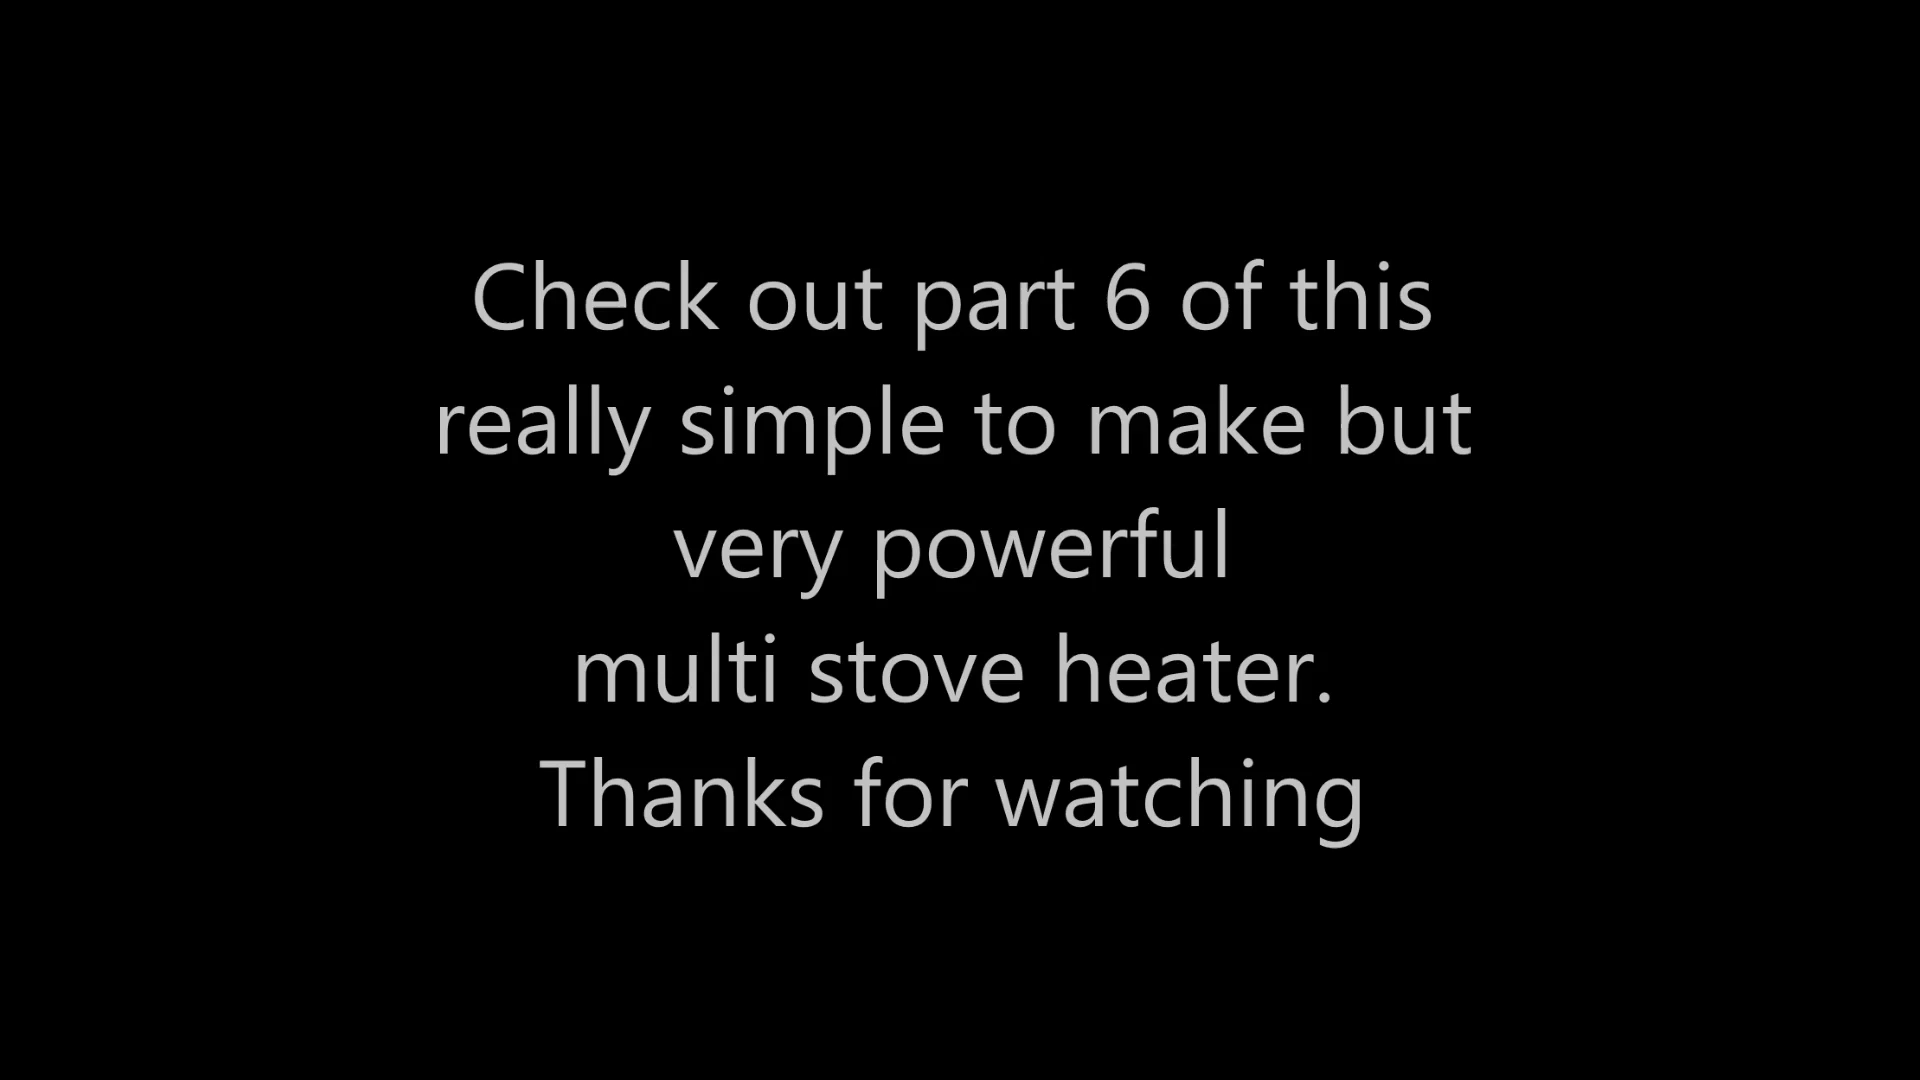 Check out part 6 of this
really simple to make but
very powerful
multi stove heater.
Thanks for watching